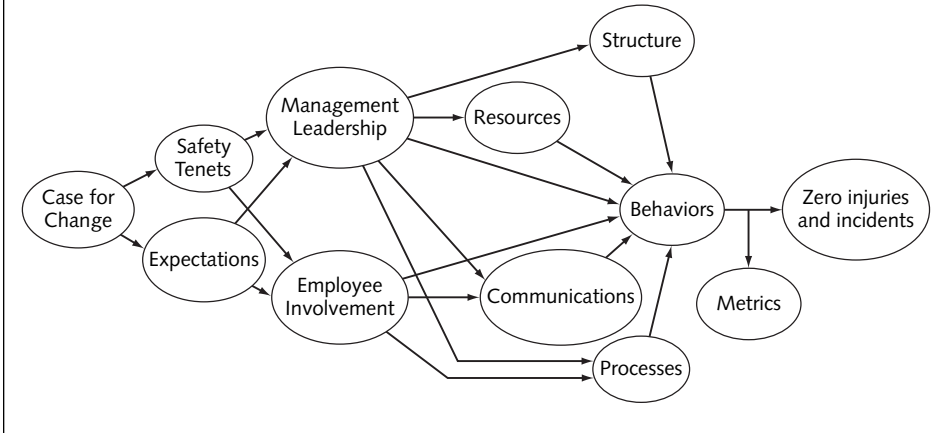 Structure
Management
Leadership
Resources
Safety
Tenets
Case for
Change
Behaviors
Zero injuries
and incidents
Expectations
Employee
Involvement
Communications
Metrics
Processes